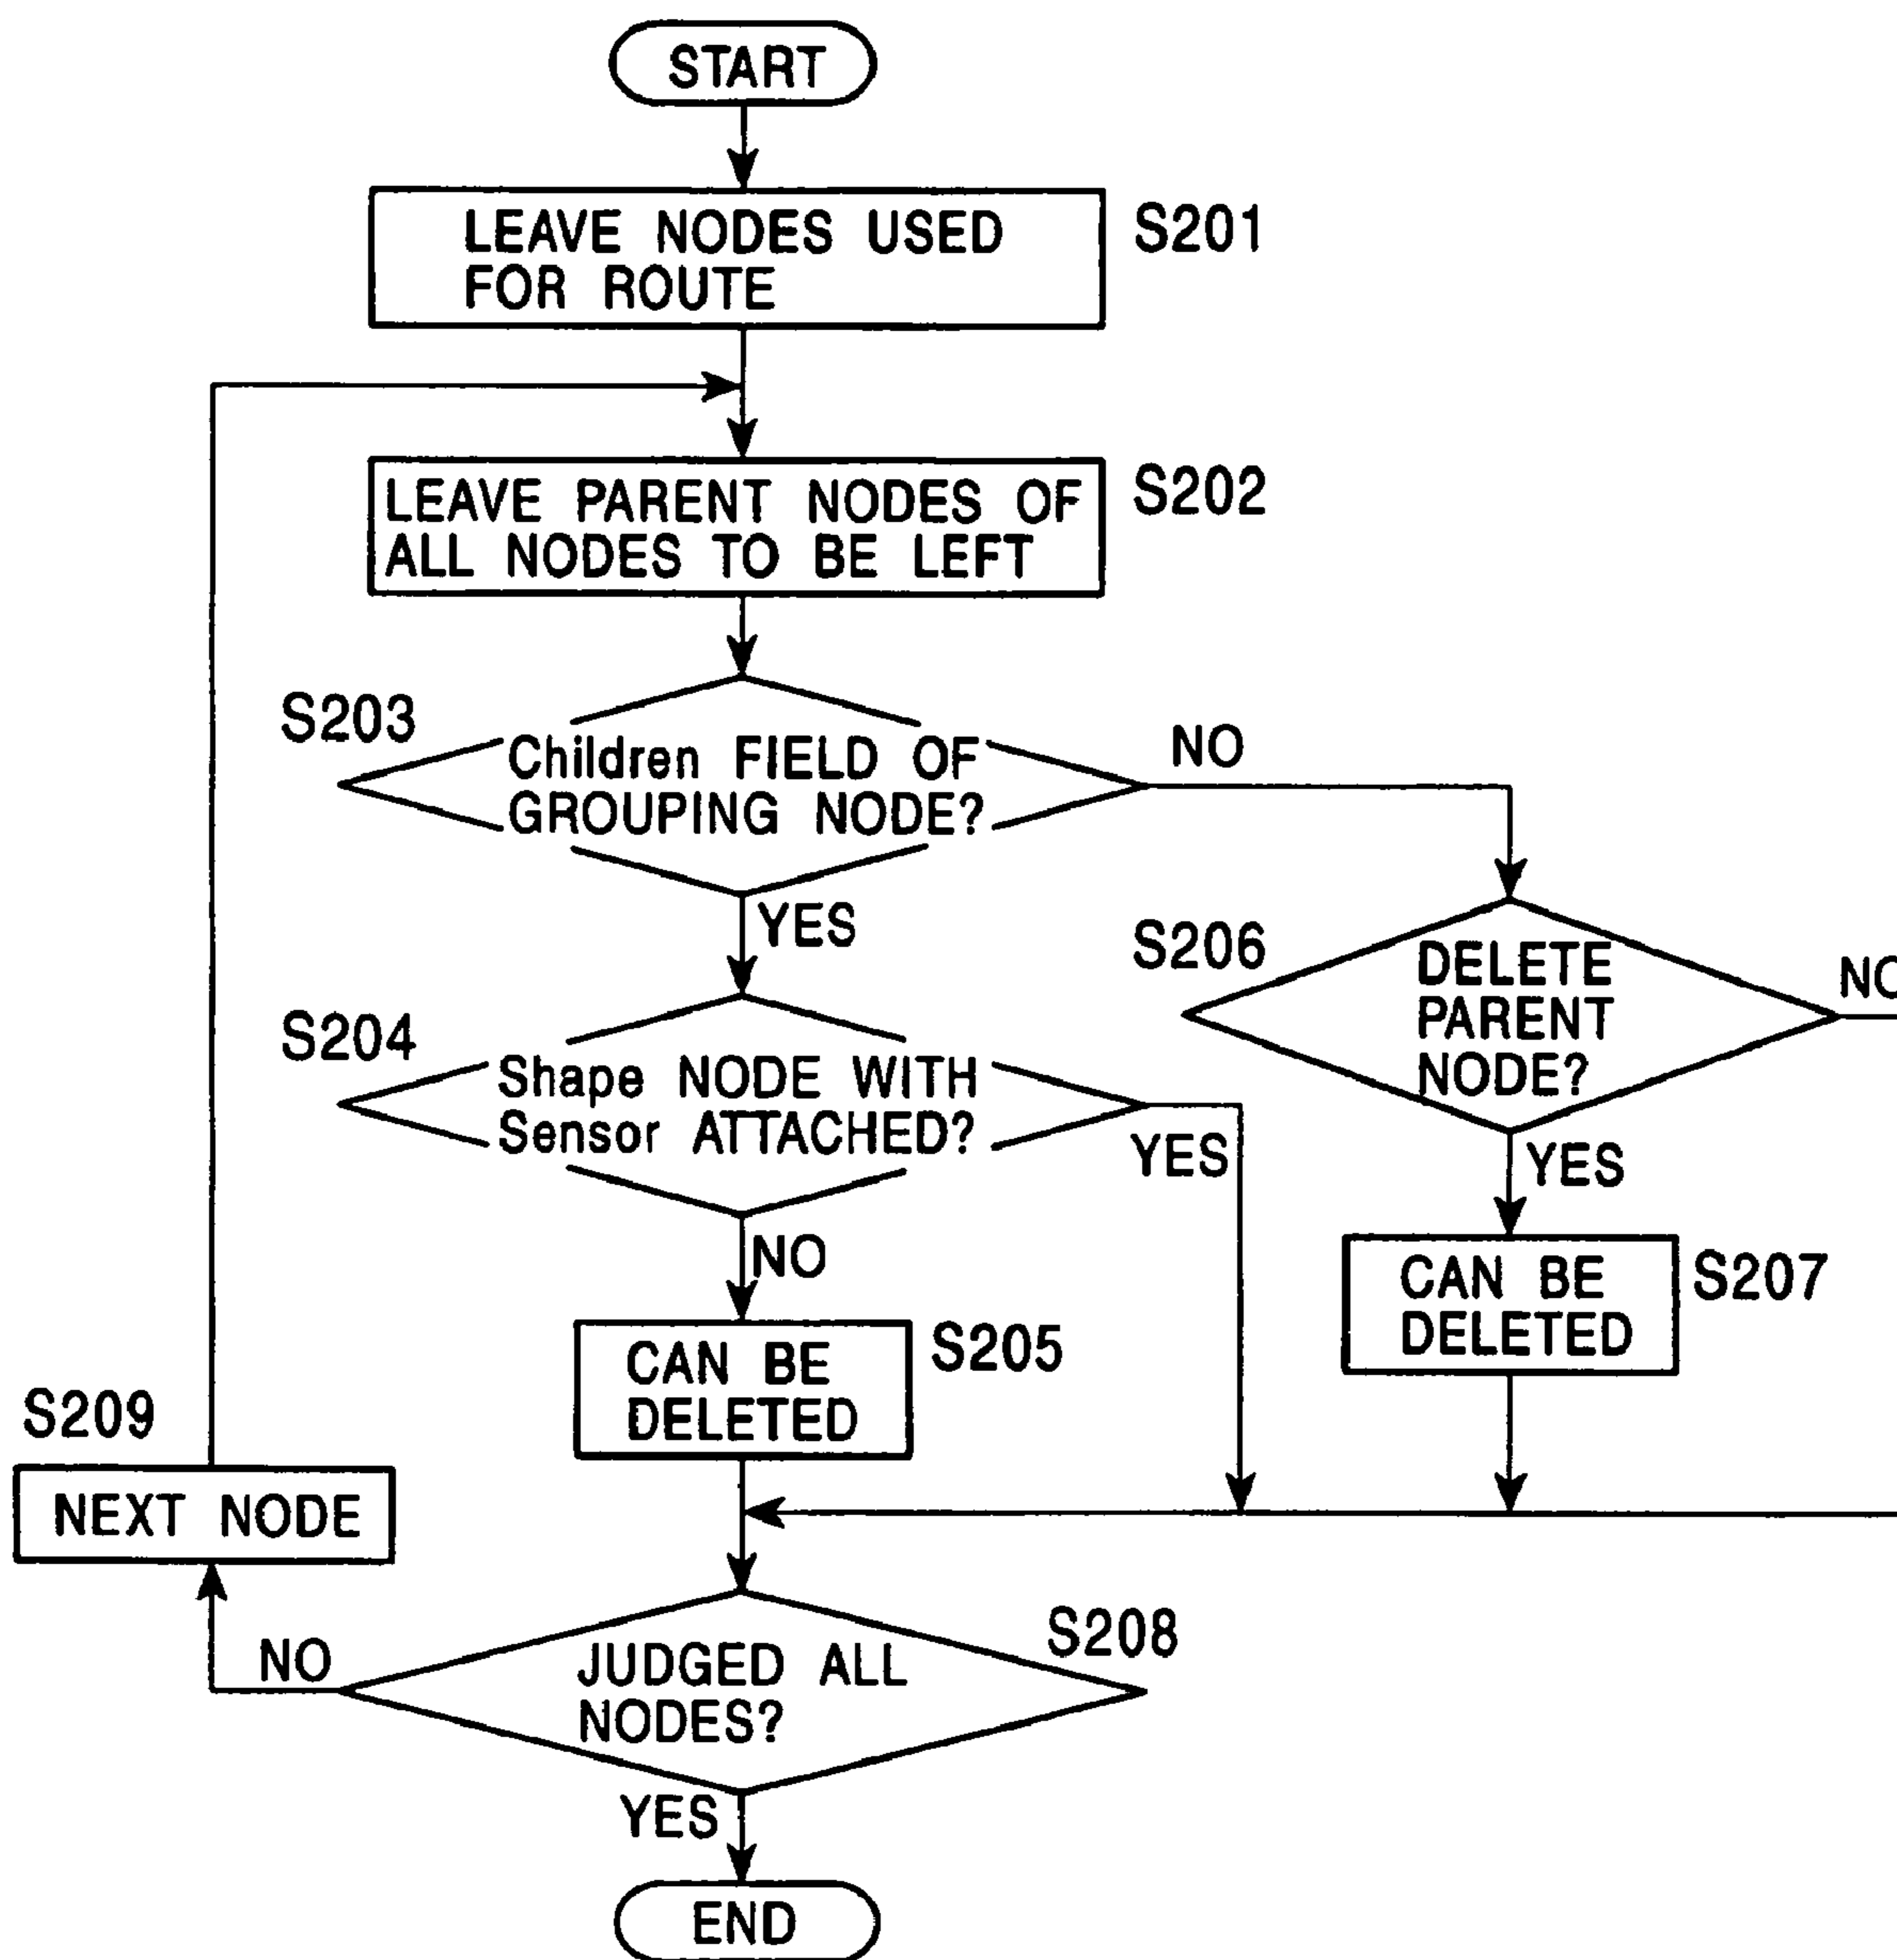 START
LEAVE NODES USED
FOR ROUTE
S201
LEAVE PARENT NODES OF
ALL NODES TO BE LEFT
S202
S203
Children FIELD OF
GROUPING NODE?
NO
YES
S206
DELETE
PARENT
NODE?
NO
S204
Shape NODE WITH
Sensor ATTACHED?
YES
YES
NO
CAN BE
DELETED
S207
CAN BE
DELETED
S205
S209
NEXT NODE
S208
JUDGED ALL
NODES?
NO
YES
END